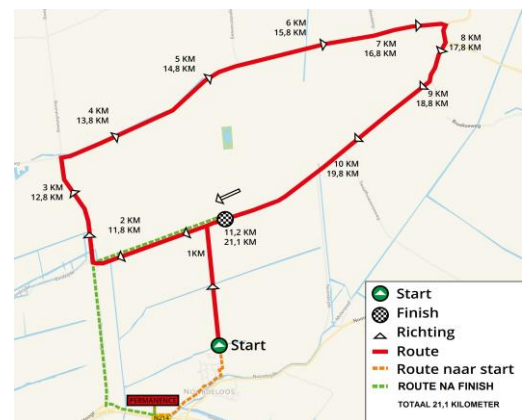 6 KM
15,8 KM
7 KM
16,8 KM
8 KM
17,8 KM
5 KM
14,8 KM
9 KM
18,8 KM
4 KM
13,8 KM
10 KM
19,8 KM
3 KM
12,8 KM
2 KM
11,8 KM
11,2 KM
21,1 KM
1KM
Start
PERMANENCE
Start
Finish
Richting
Route
Route naar start
ROUTE NA FINISH
TOTAAL 21,1 KILOMETER